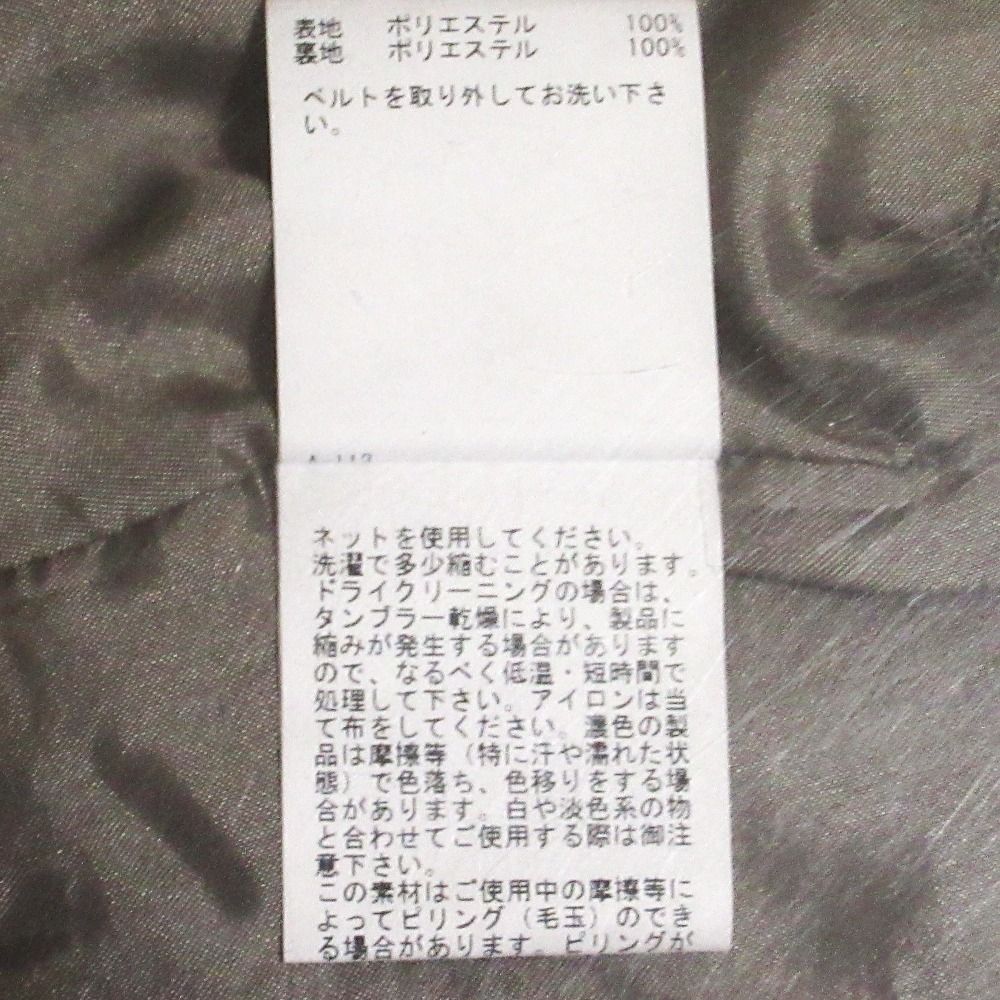 表地 ポリエステル 100%
裏地 ポリエステル 100%
ベルトを取り外してお洗い下さ
い。
ネットを使用してください。
洗濯で多少縮むことがあります。
ドライクリーニングの場合は、
タンブラー乾燥により、製品に
縮みが発生する場合があります
ので、なるべく低温・短時間で
処理して下さい。アイロンは当
て布をしてください。濃色の製
品は摩擦等（特に汗や濡れた状
態）で色落ち、色移りをする場
合があります。白や淡色系の物
と合わせてご使用する際は御注
意下さい。
この素材はご使用中の摩擦等に
よってピリング（毛玉）のでき
る場合があります。ピリングが